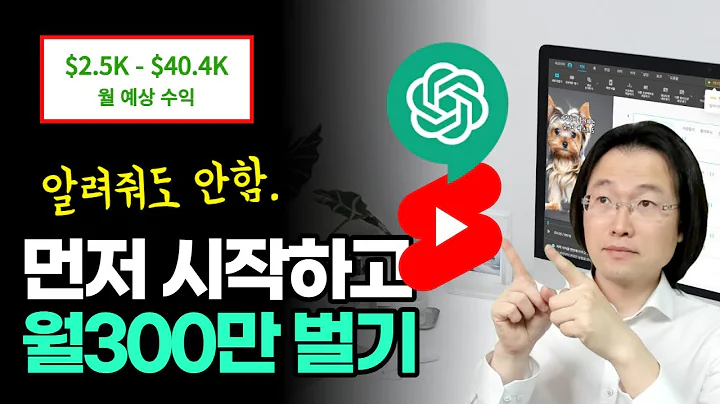 $2.5K - $40.4K
월 예상 수익
알려줘도 안함.
먼저 시작하고
월300만 벌기